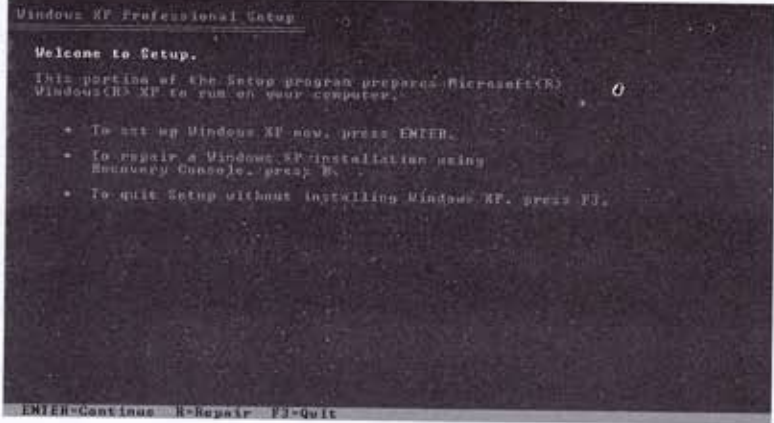 Windows XP Professional Setup
Welcome to Setup.
This portion of the Setup program prepares Microsoft(R)
Windows(R) XP to run on your computer.
• To set up Windows XP now, press ENTER.
• To repair a Windows XP installation using
Recovery Console, press R.
• To quit Setup without installing Windows XP, press F3.
ENTER=Continue R=Repair F3=Quit